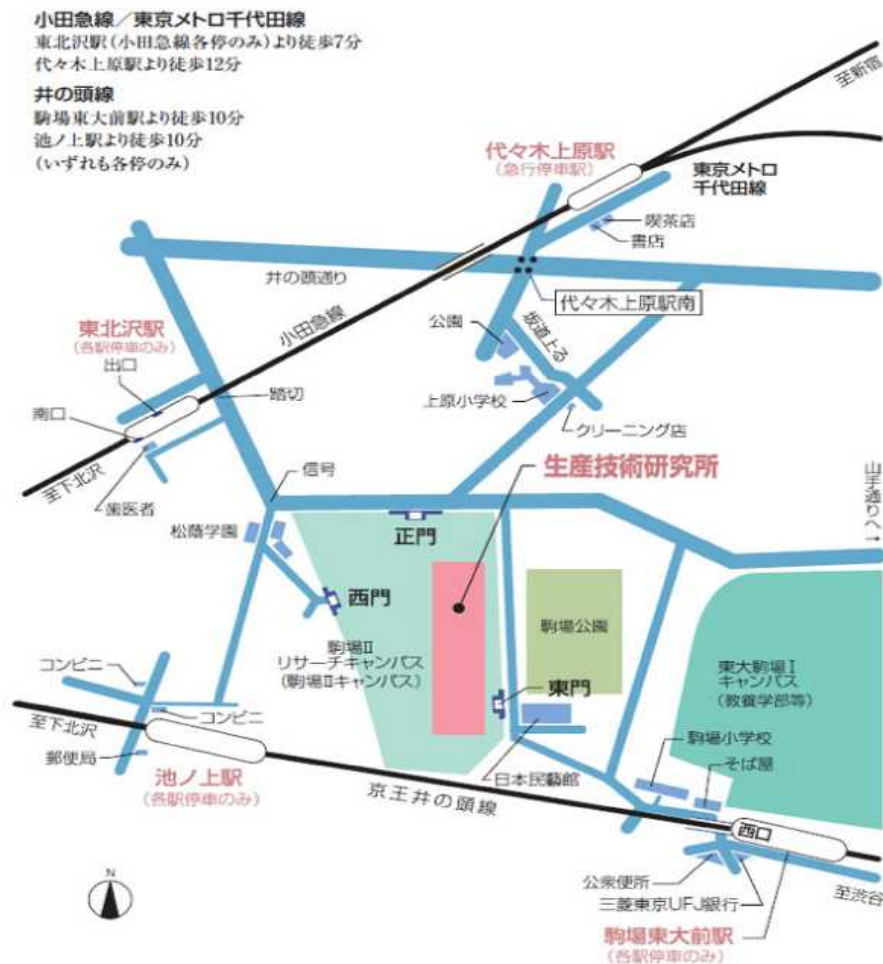 小田急線／東京メトロ千代田線
東北沢駅（小田急線各停のみ）より徒歩7分
代々木上原駅より徒歩12分
井の頭線
駒場東大前駅より徒歩10分
池ノ上駅より徒歩10分
（いずれも各停のみ）
至新宿
代々木上原駅
（急行停車駅）
東京メトロ
千代田線
喫茶店
書店
井の頭通り
小田急線
代々木上原駅南
東北沢駅
（各駅停車のみ）
出口
南口
踏切
公園
坂道上る
上原小学校
クリーニング店
至下北沢
歯医者
信号
生産技術研究所
山手通りへ→
松蔭学園
正門
西門
駒場公園
駒場Ⅱ
リサーチキャンパス
（駒場Ⅱキャンパス）
東大駒場Ⅰ
キャンパス
（教養学部等）
コンビニ
東門
コンビニ
至下北沢
郵便局
駒場小学校
そば屋
日本民藝館
池ノ上駅
（各駅停車のみ）
京王井の頭線
西口
公衆便所
三菱東京UFJ銀行
至渋谷
N
駒場東大前駅
（各駅停車のみ）